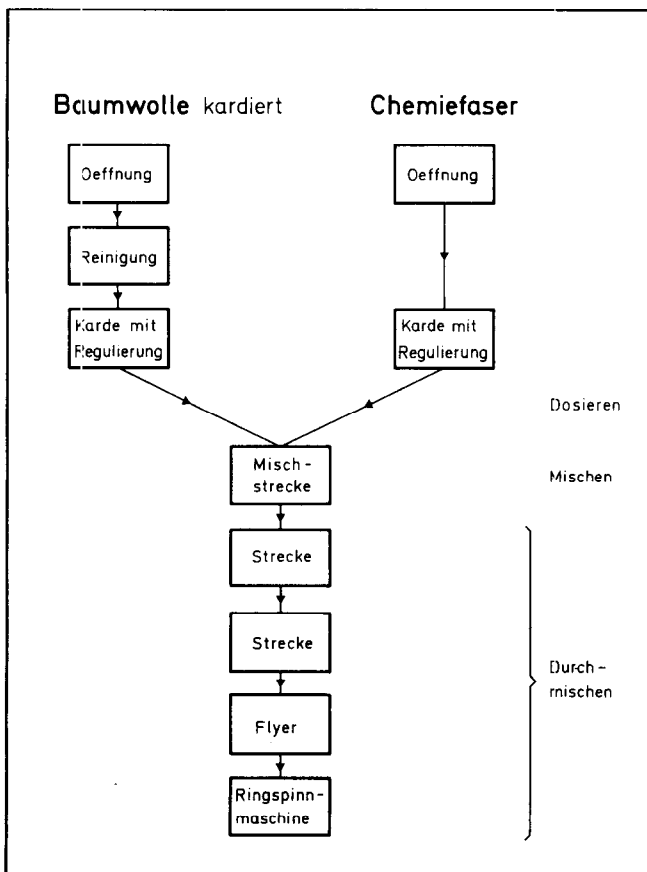 Baumwolle kardiert
Chemiefaser
Oeffnung
Oeffnung
Reinigung
Karde mit
Regulierung
Karde mit
Regulierung
Dosieren
Misch-
strecke
Mischen
Strecke
Strecke
Durch-
mischen
Flyer
Ringspinn-
maschine